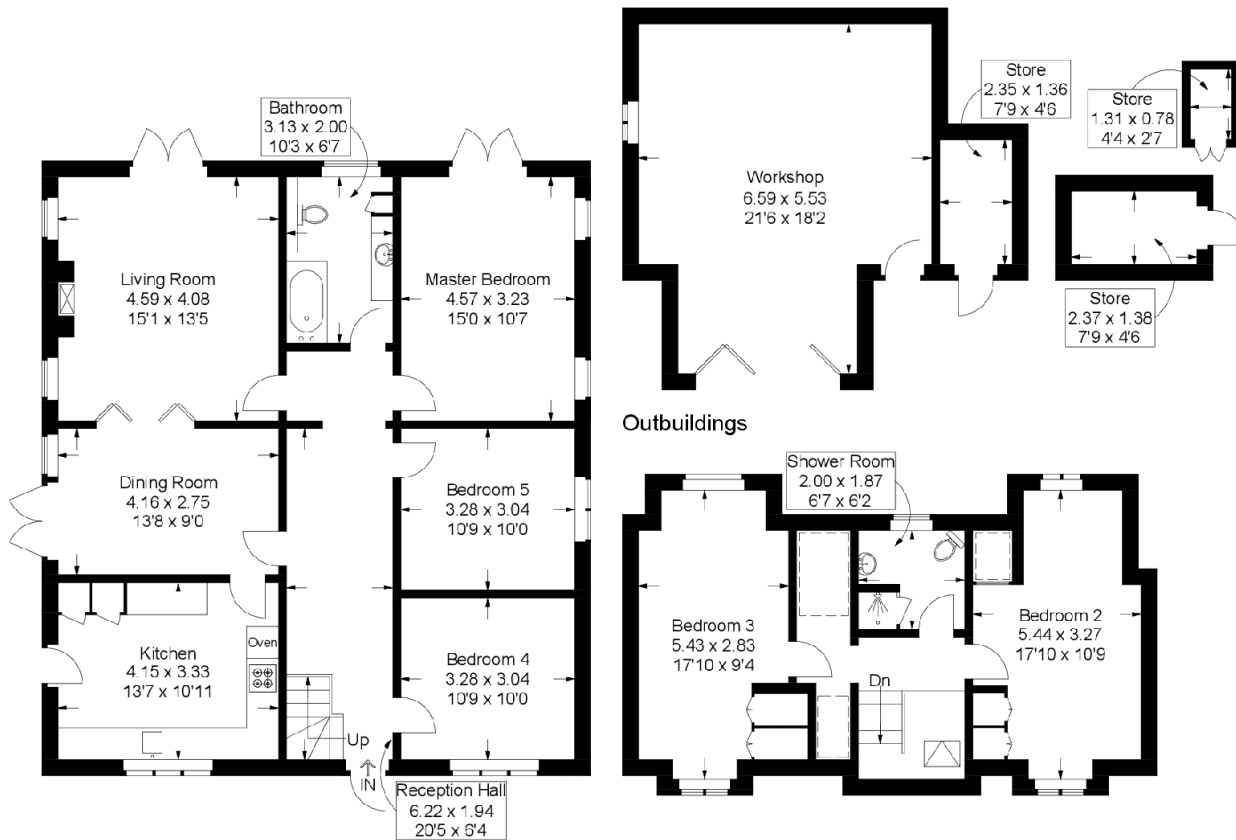 Bathroom
3.13 x 2.00
10'3 x 6'7
Living Room
4.59 x 4.08
15'1 x 13'5
Master Bedroom
4.57 x 3.23
15'0 x 10'7
Dining Room
4.16 x 2.75
13'8 x 9'0
Bedroom 5
3.28 x 3.04
10'9 x 10'0
Kitchen
4.15 x 3.33
13'7 x 10'11
Oven
Bedroom 4
3.28 x 3.04
10'9 x 10'0
Up
IN
Reception Hall
6.22 x 1.94
20'5 x 6'4
Workshop
6.59 x 5.53
21'6 x 18'2
Store
2.35 x 1.36
7'9 x 4'6
Store
1.31 x 0.78
4'4 x 2'7
Store
2.37 x 1.38
7'9 x 4'6
Outbuildings
Shower Room
2.00 x 1.87
6'7 x 6'2
Bedroom 3
5.43 x 2.83
17'10 x 9'4
Dn
Bedroom 2
5.44 x 3.27
17'10 x 10'9